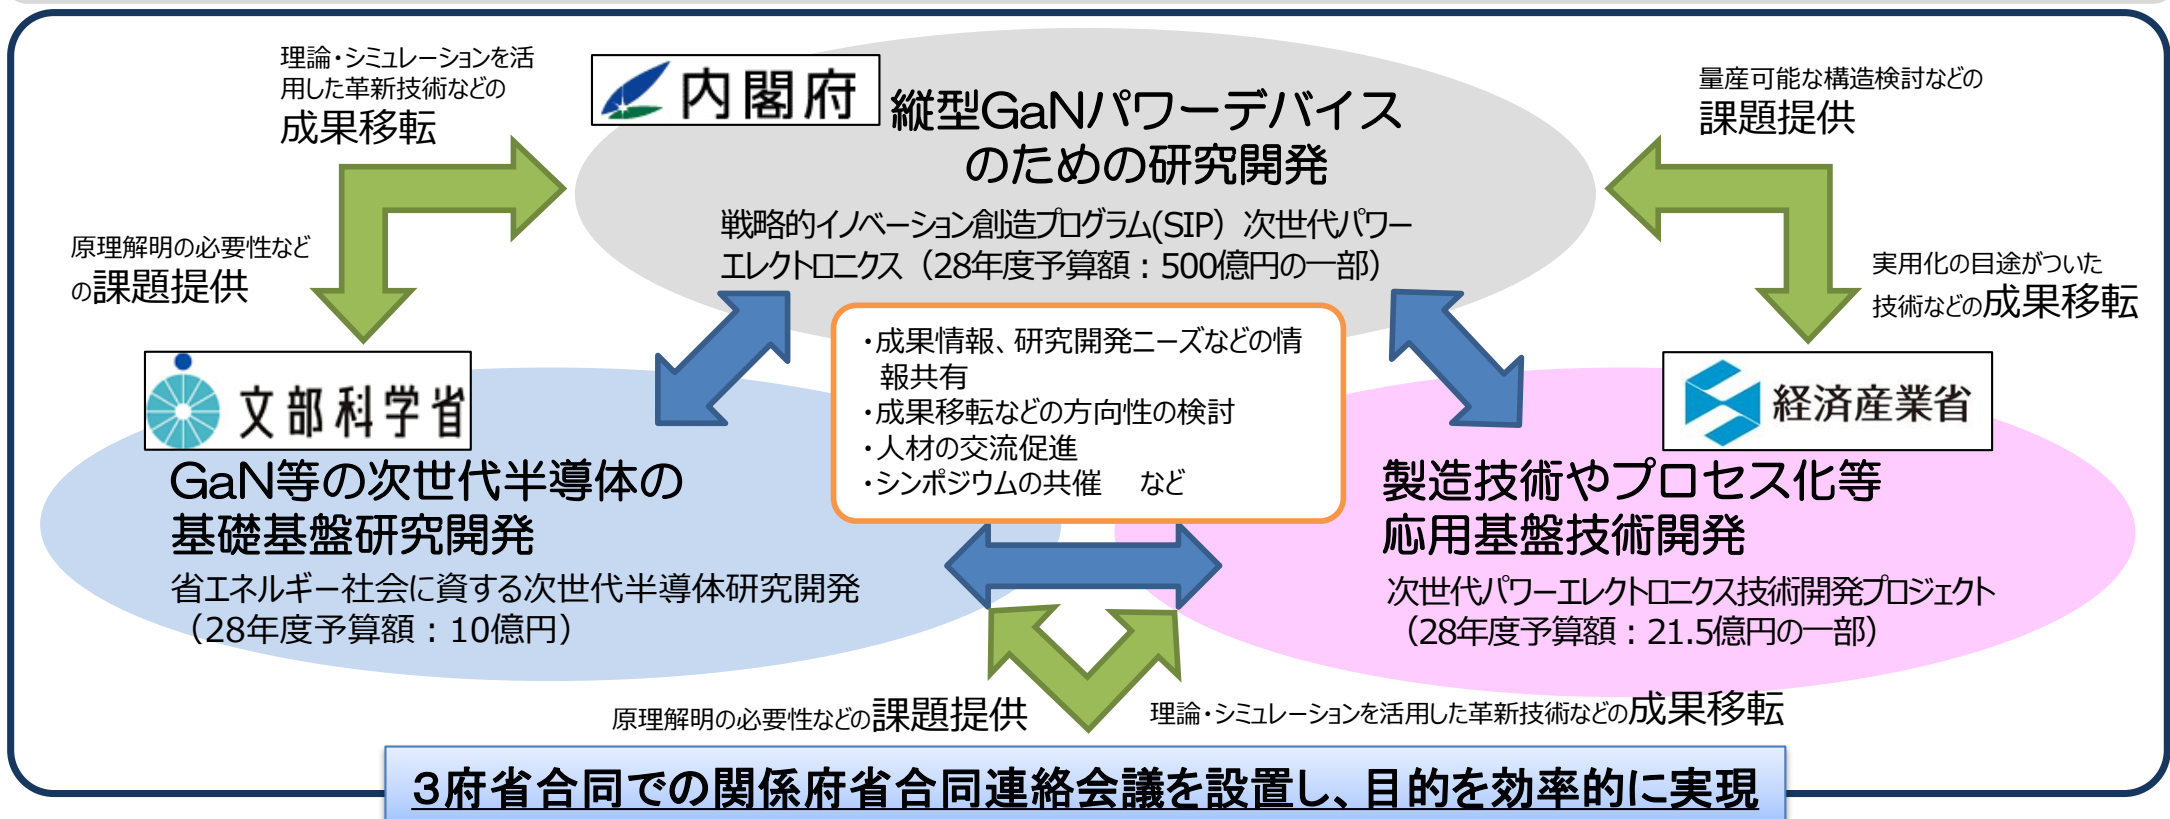 理論・シミュレーションを活
用した革新技術などの
成果移転
内閣府
縦型GaNパワーデバイス
のための研究開発
戦略的イノベーション創造プログラム(SIP）次世代パワー
エレクトロニクス（28年度予算額：500億円の一部）
量産可能な構造検討などの
課題提供
原理解明の必要性など
の課題提供
実用化の目途がついた
技術などの成果移転
・成果情報、研究開発ニーズなどの情
報共有
・成果移転などの方向性の検討
・人材の交流促進
・シンポジウムの共催　など
文部科学省
GaN等の次世代半導体の
基礎基盤研究開発
省エネルギー社会に資する次世代半導体研究開発
（28年度予算額：10億円）
経済産業省
製造技術やプロセス化等
応用基盤技術開発
次世代パワーエレクトロニクス技術開発プロジェクト
（28年度予算額：21.5億円の一部）
原理解明の必要性などの課題提供
理論・シミュレーションを活用した革新技術などの成果移転
３府省合同での関係府省合同連絡会議を設置し、目的を効率的に実現